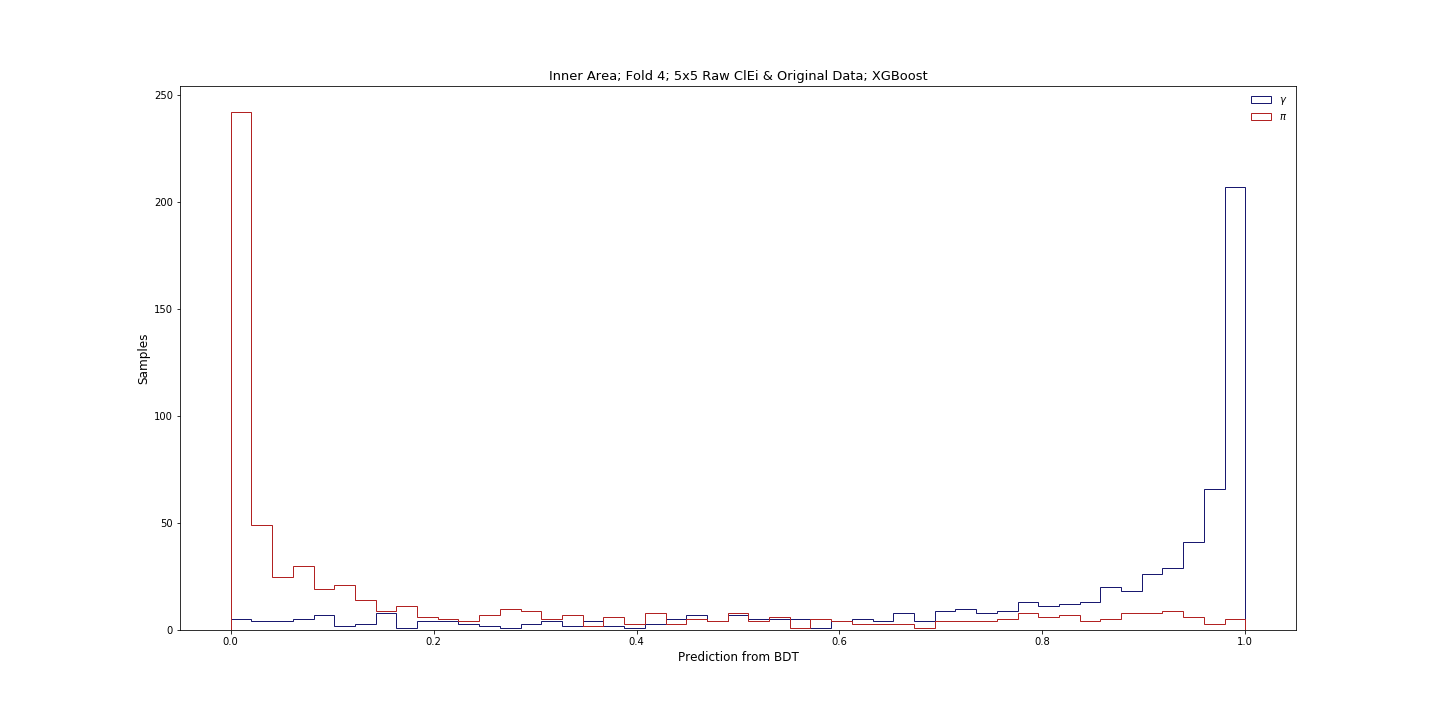 Inner Area; Fold 4; 5x5 Raw ClEi & Original Data; XGBoost
250
200
150
100
50
0
Samples
γ
π
0.0 0.2 0.4 0.6 0.8 1.0
Prediction from BDT